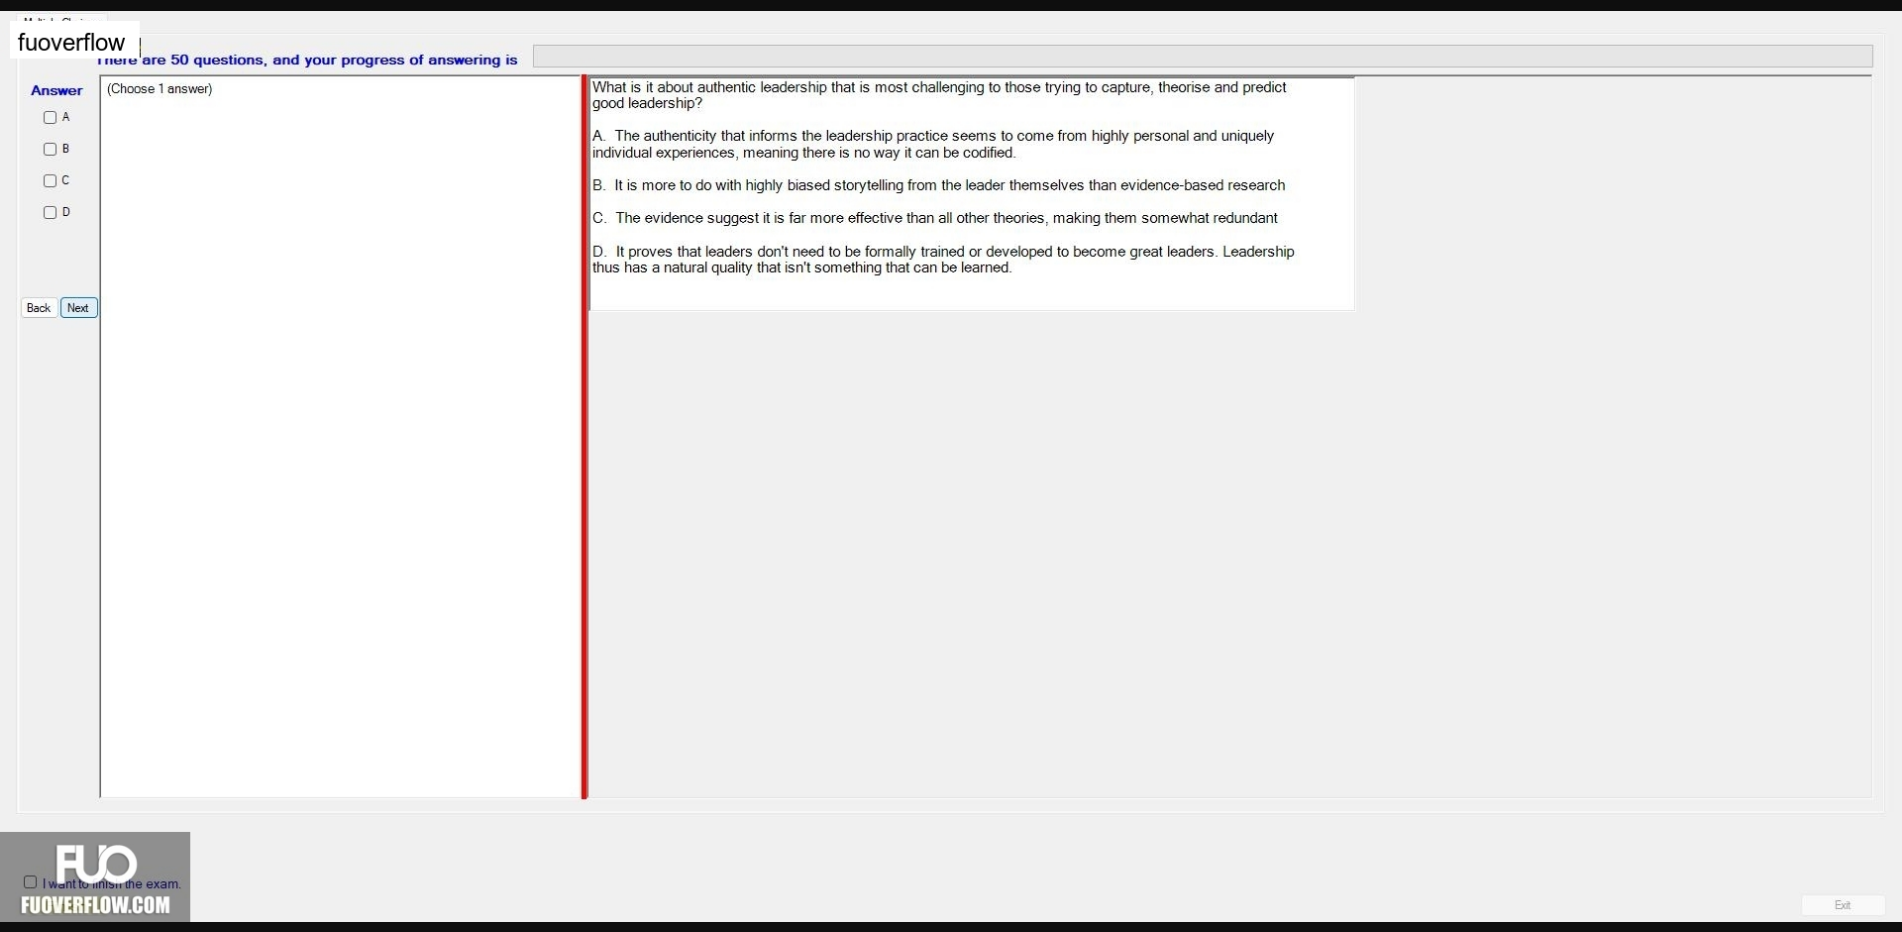 fuoverflow
There are 50 questions, and your progress of answering is
Answer
(Choose 1 answer)
A
B
C
D
Back
Next
What is it about authentic leadership that is most challenging to those trying to capture, theorise and predict
good leadership?
A. The authenticity that informs the leadership practice seems to come from highly personal and uniquely
individual experiences, meaning there is no way it can be codified.
B. It is more to do with highly biased storytelling from the leader themselves than evidence-based research
C. The evidence suggest it is far more effective than all other theories, making them somewhat redundant
D. It proves that leaders don't need to be formally trained or developed to become great leaders. Leadership
thus has a natural quality that isn't something that can be learned.
FUO
I want to finish the exam.
FUOVERFLOW.COM
Exit